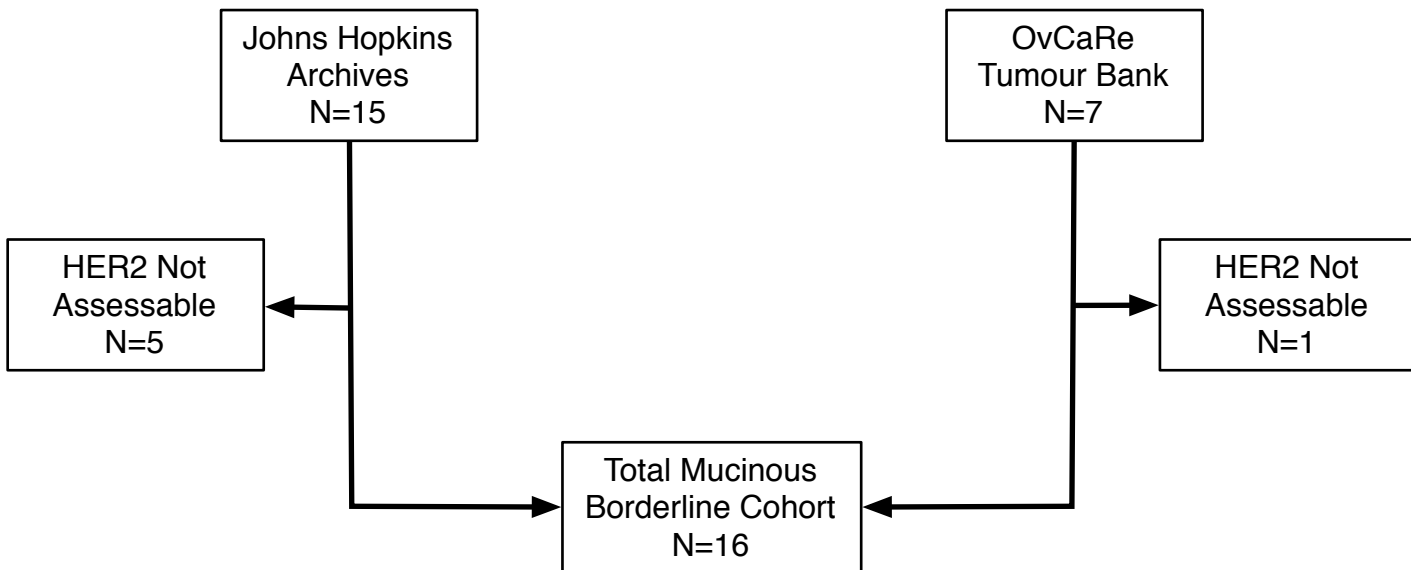 Johns Hopkins
Archives
N=15
OvCaRe
Tumour Bank
N=7
HER2 Not
Assessable
N=5
HER2 Not
Assessable
N=1
Total Mucinous
Borderline Cohort
N=16